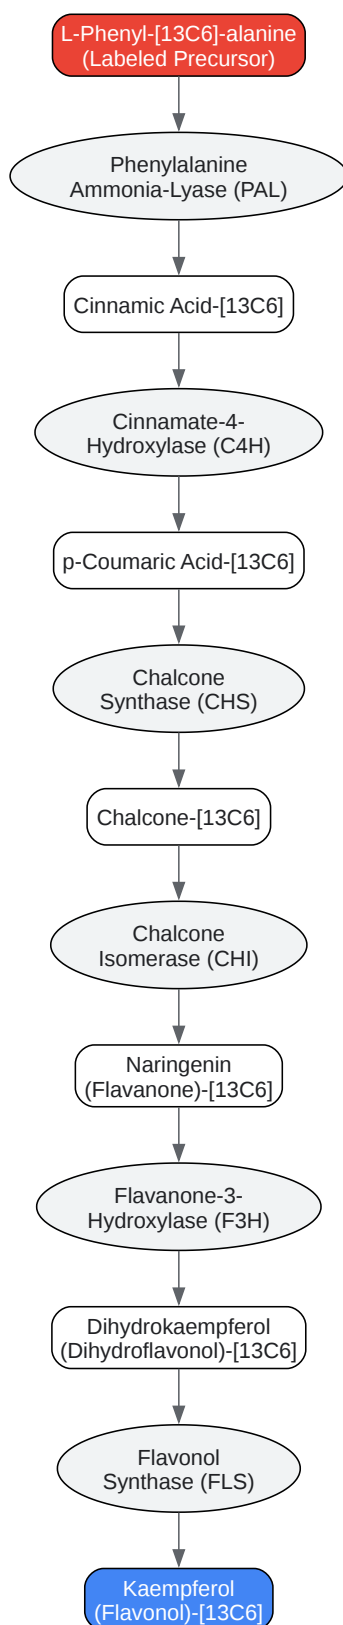 L-Phenyl-[13C6]-alanine
(Labeled Precursor)
Phenylalanine
Ammonia-Lyase (PAL)
Cinnamic Acid-[13C6]
Cinnamate-4-
Hydroxylase (C4H)
p-Coumaric Acid-[13C6]
Chalcone
Synthase (CHS)
Chalcone-[13C6]
Chalcone
Isomerase (CHI)
Naringenin
(Flavanone)-[13C6]
Flavanone-3-
Hydroxylase (F3H)
Dihydrokaempferol
(Dihydroflavonol)-[13C6]
Flavonol
Synthase (FLS)
Kaempferol
(Flavonol)-[13C6]